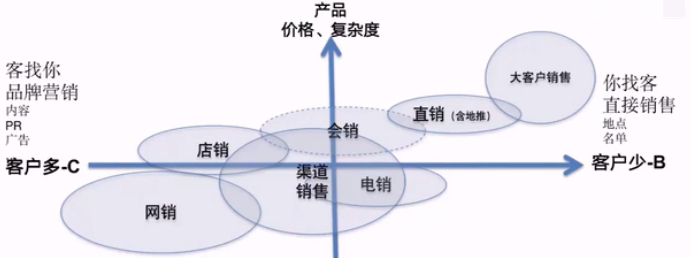 产品
价格、复杂度
客找你
品牌营销
内容
PR
广告
客户多-C
大客户销售
直销（含地推）
会销
店销
渠道
销售
电销
网销
你找客
直接销售
地点
名单
客户少-B